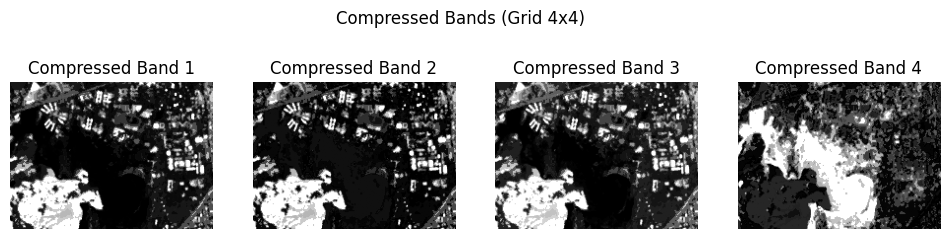 Compressed Bands (Grid 4x4)
Compressed Band 1
Compressed Band 2
Compressed Band 3
Compressed Band 4